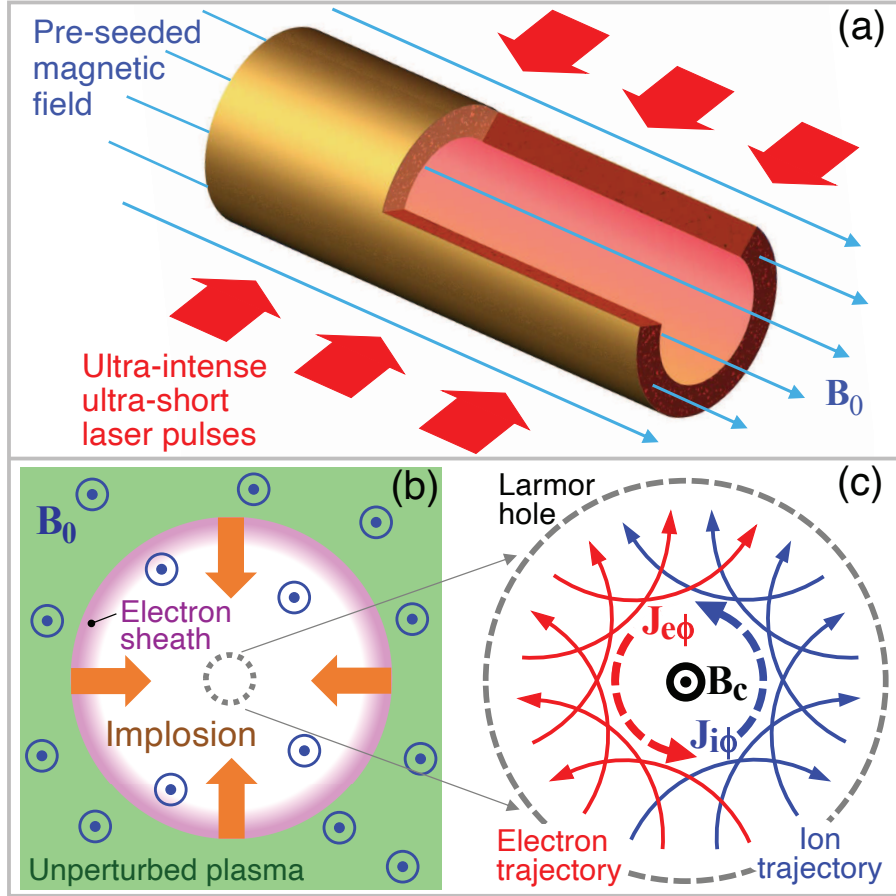 (a)
Pre-seeded
magnetic
field
Ultra-intense
ultra-short
laser pulses
B₀
(b)
B₀
Electron
sheath
Implosion
Unperturbed plasma
(c)
Larmor
hole
Jₑᵩ
B_c
Jᵢᵩ
Electron
trajectory
Ion
trajectory